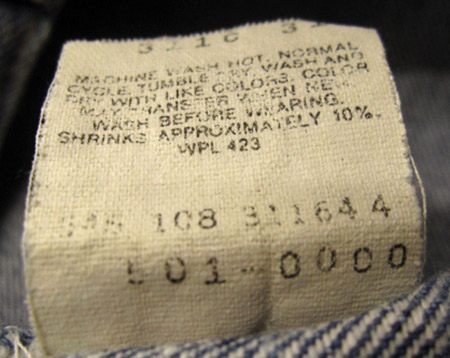 MACHINE WASH HOT, NORMAL
CYCLE, TUMBLE DRY, WASH AND
DRY WITH LIKE COLORS, COLOR
MAY TRANSFER WHEN NEW.
WASH BEFORE WEARING.
SHRINKS APPROXIMATELY 10%.
WPL 423
108 311644
501-0000